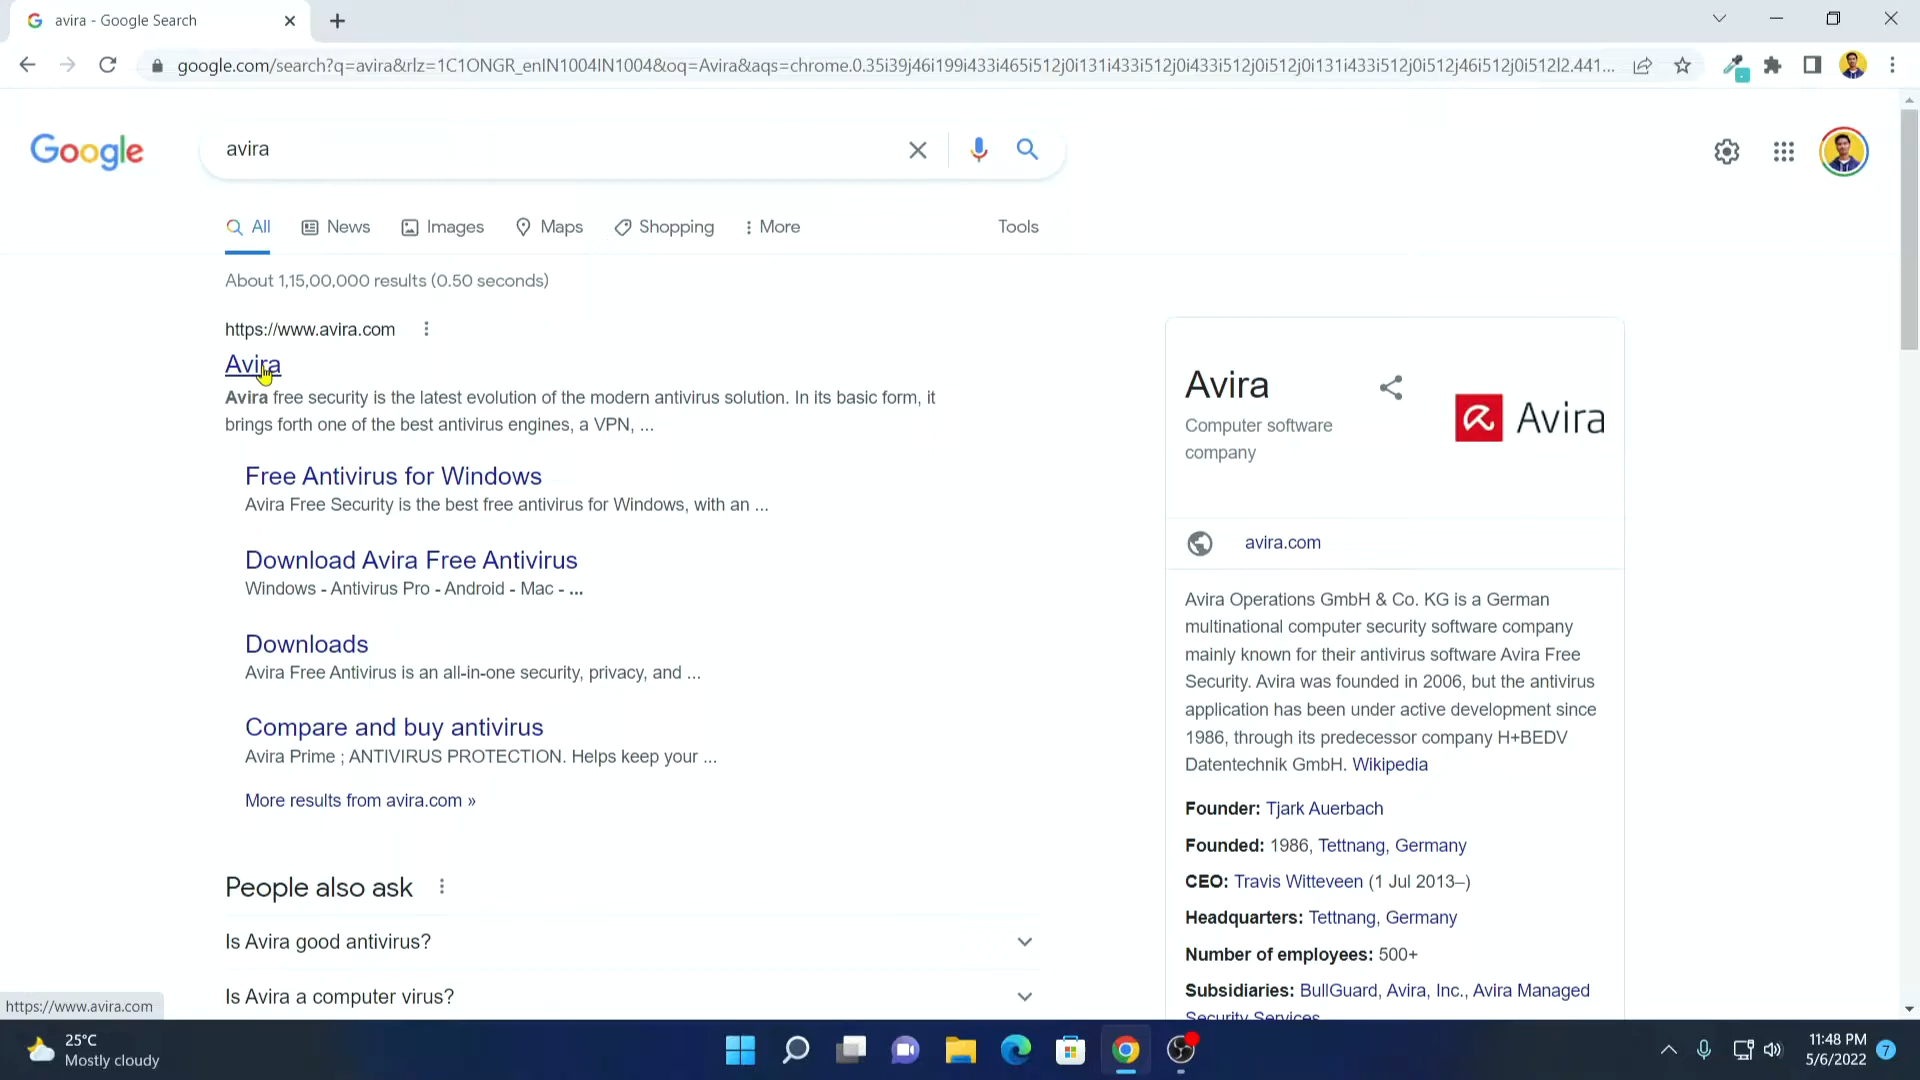 avira - Google Search
google.com/search?q=avira&rlz=1C1ONGR_enIN1004IN1004&oq=Avira&aqs=chrome.0.35i39j46i199i433i465i512j0i131i433i512j0i433i512j0i512j0i131i433i512j0i512j46i512j0i512l2.441...
Google
avira
All
News
Images
Maps
Shopping
More
Tools
About 1,15,00,000 results (0.50 seconds)
https://www.avira.com
Avira
Avira free security is the latest evolution of the modern antivirus solution. In its basic form, it
brings forth one of the best antivirus engines, a VPN, ...
Free Antivirus for Windows
Avira Free Security is the best free antivirus for Windows, with an ...
Download Avira Free Antivirus
Windows - Antivirus Pro - Android - Mac - ...
Downloads
Avira Free Antivirus is an all-in-one security, privacy, and ...
Compare and buy antivirus
Avira Prime ; ANTIVIRUS PROTECTION. Helps keep your ...
More results from avira.com »
People also ask
Is Avira good antivirus?
Is Avira a computer virus?
Avira
Computer software
company
Avira
avira.com
Avira Operations GmbH & Co. KG is a German
multinational computer security software company
mainly known for their antivirus software Avira Free
Security. Avira was founded in 2006, but the antivirus
application has been under active development since
1986, through its predecessor company H+BEDV
Datentechnik GmbH. Wikipedia
Founder: Tjark Auerbach
Founded: 1986, Tettnang, Germany
CEO: Travis Witteveen (1 Jul 2013–)
Headquarters: Tettnang, Germany
Number of employees: 500+
Subsidiaries: BullGuard, Avira, Inc., Avira Managed
Security Services
https://www.avira.com
25°C
Mostly cloudy
11:48 PM
5/6/2022
7